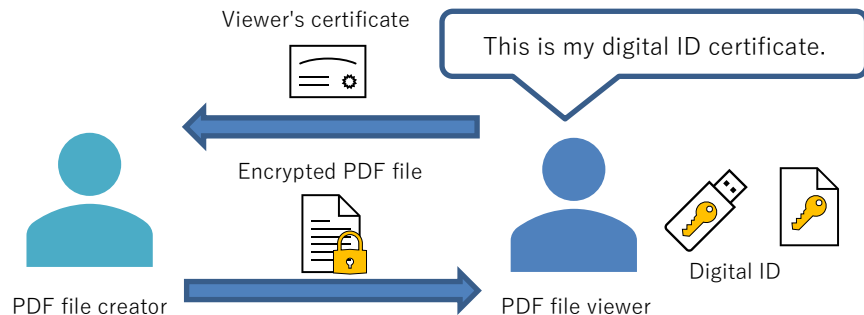 Viewer's certificate
This is my digital ID certificate.
Encrypted PDF file
Digital ID
PDF file creator
PDF file viewer